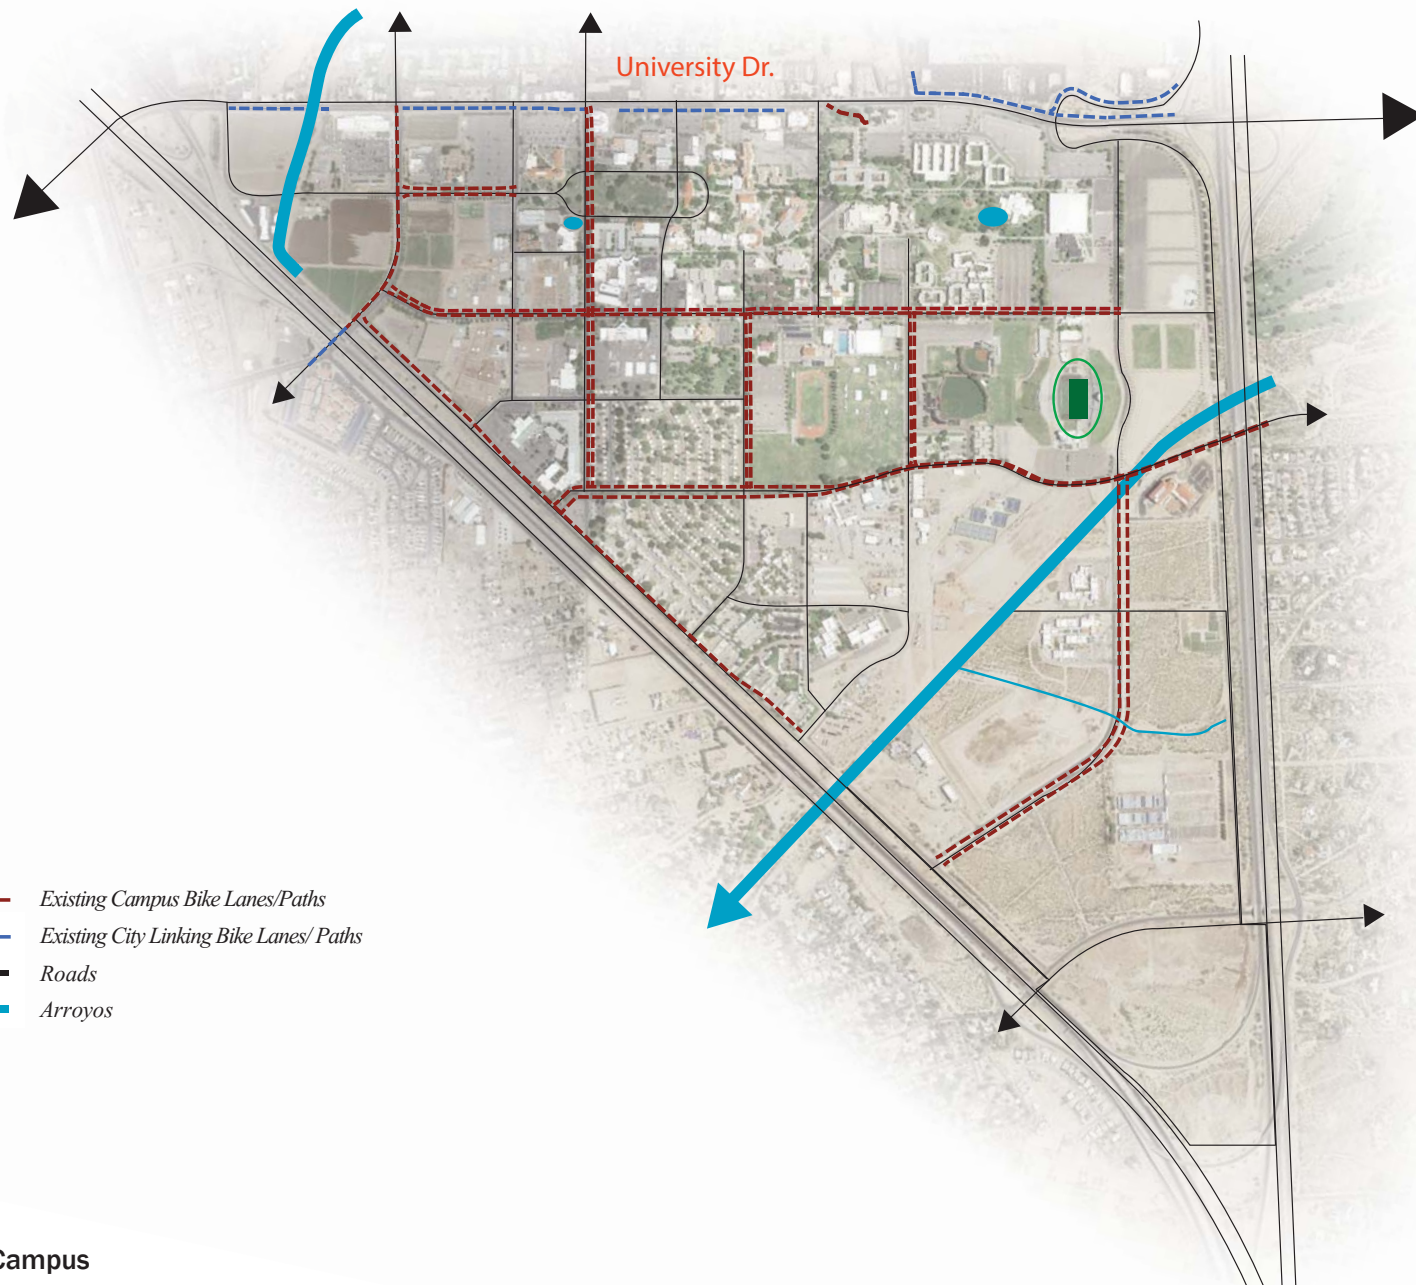 University Dr.
Existing Campus Bike Lanes/Paths
Existing City Linking Bike Lanes/ Paths
Roads
Arroyos
Campus